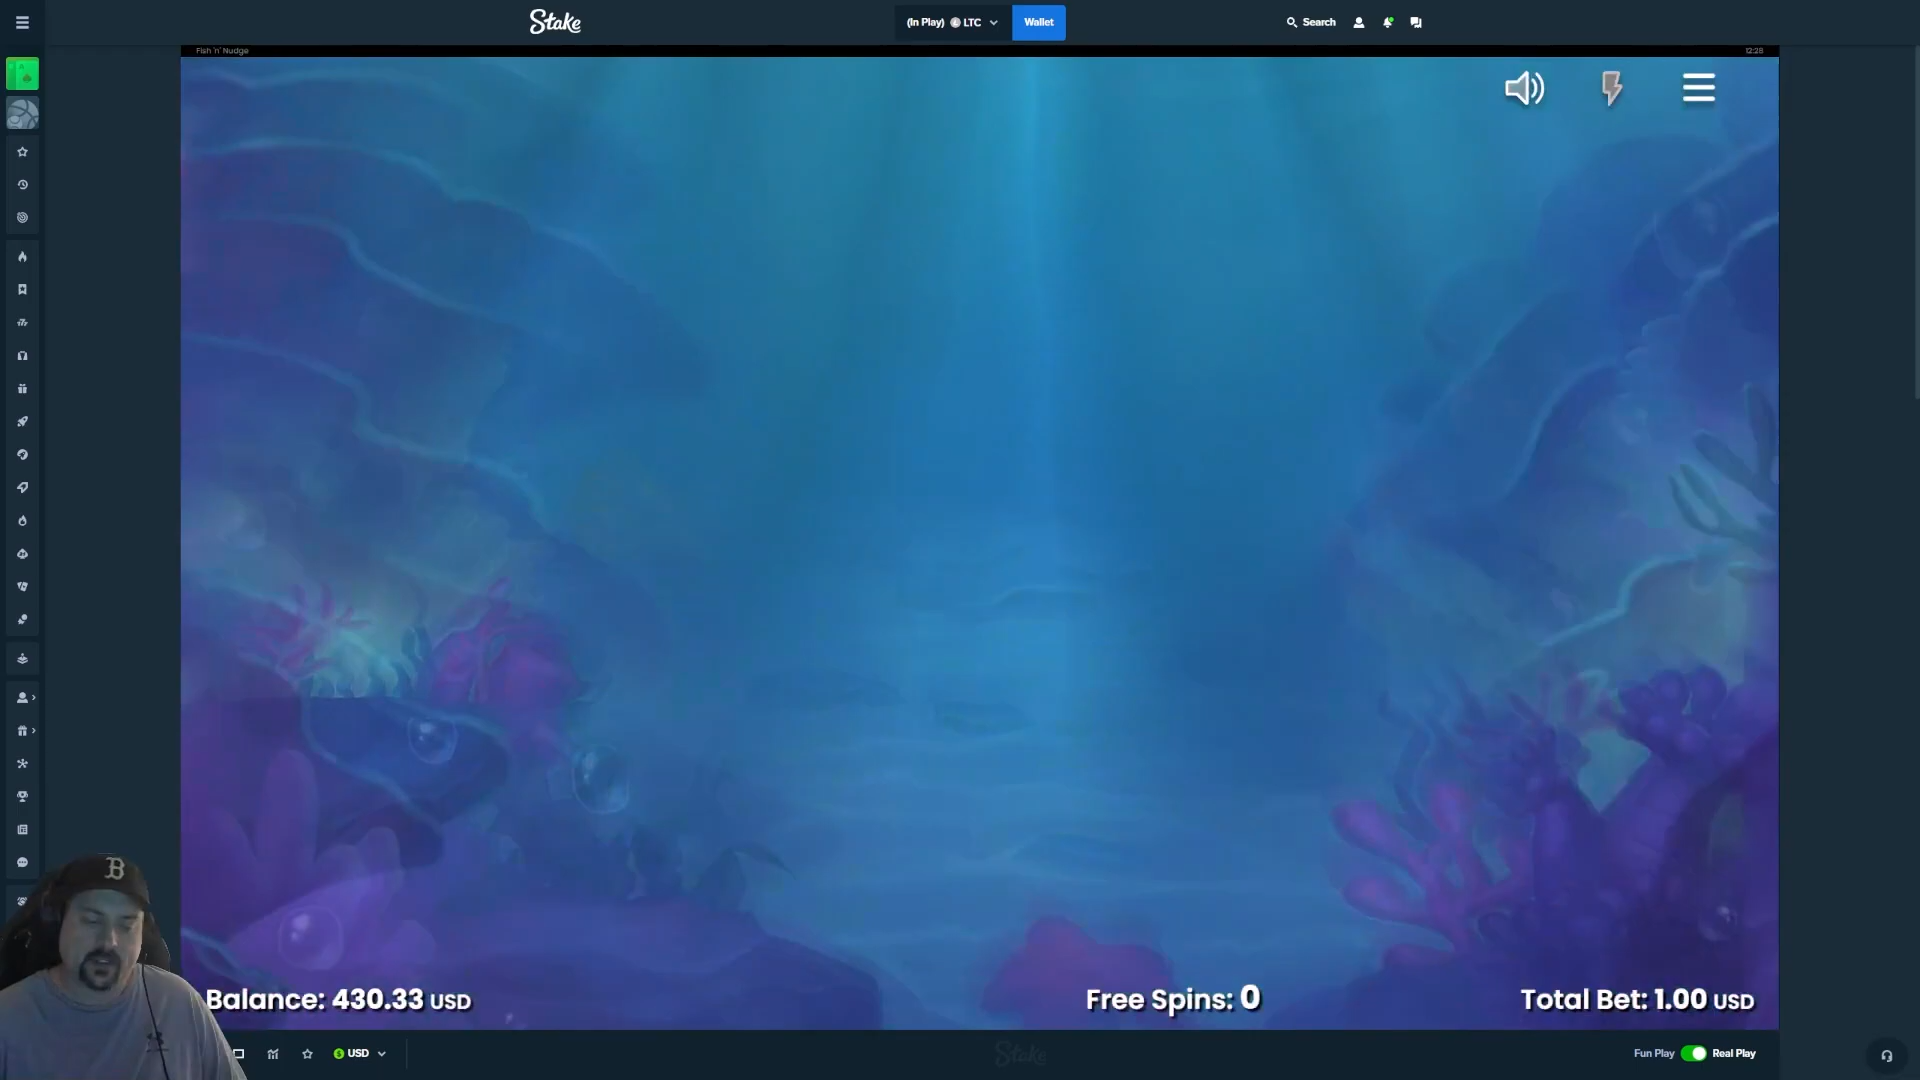 Stake
(In Play) LTC
Wallet
Search
Fish 'n' Nudge
12:28
B
Balance: 430.33 USD
Free Spins: 0
Total Bet: 1.00 USD
USD
Stake
Fun Play
Real Play